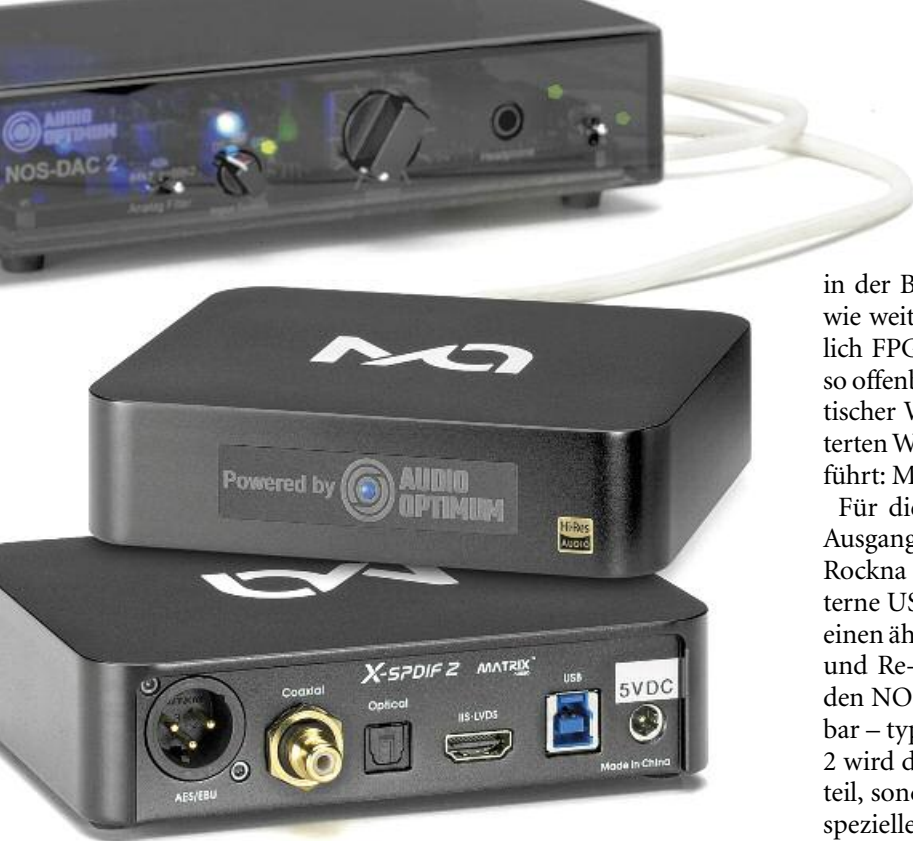 AUDIO
OPTIMUM
NOS-DAC 2
Analog Filter
Powered by AUDIO
OPTIMUM
Hi-Res
AUDIO
X-SPDIF 2 MATRIX
Coaxial
Optical
IIS-LVDS
USB
5VDC
AES/EBU
Made in China
in der B
wie weit
lich FPG
so offenb
tischer W
terten W
führt: M
Für die
Ausgang
Rockna
terne US
einen äh
und Re-
den NO
bar – typ
2 wird d
teil, sond
spezielle